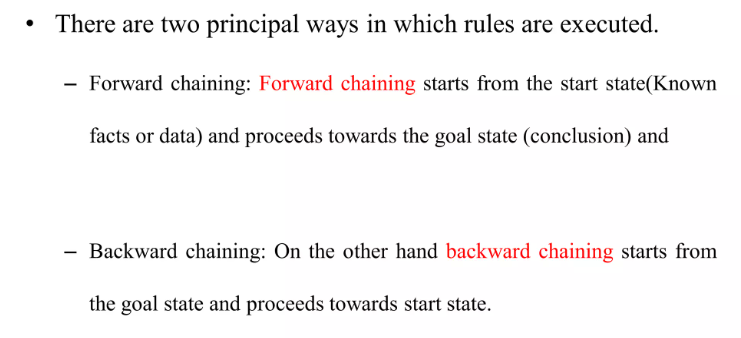 • There are two principal ways in which rules are executed.
– Forward chaining: Forward chaining starts from the start state(Known
facts or data) and proceeds towards the goal state (conclusion) and
– Backward chaining: On the other hand backward chaining starts from
the goal state and proceeds towards start state.